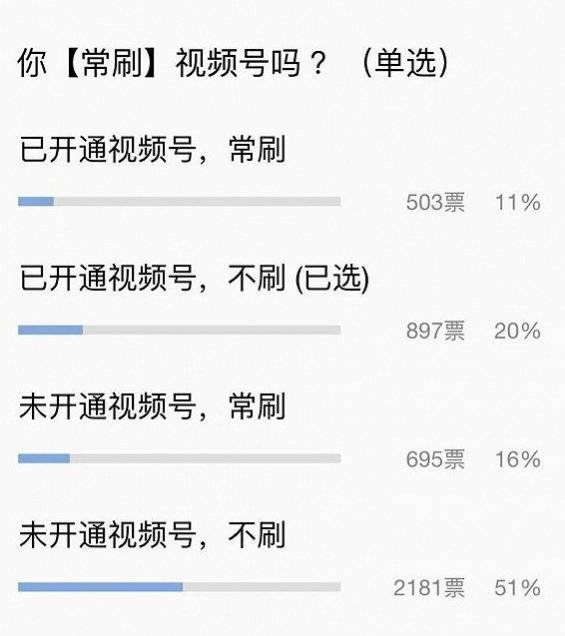 你【常刷】视频号吗？（单选）
已开通视频号，常刷
503票 11%
已开通视频号，不刷 (已选)
897票 20%
未开通视频号，常刷
695票 16%
未开通视频号，不刷
2181票 51%